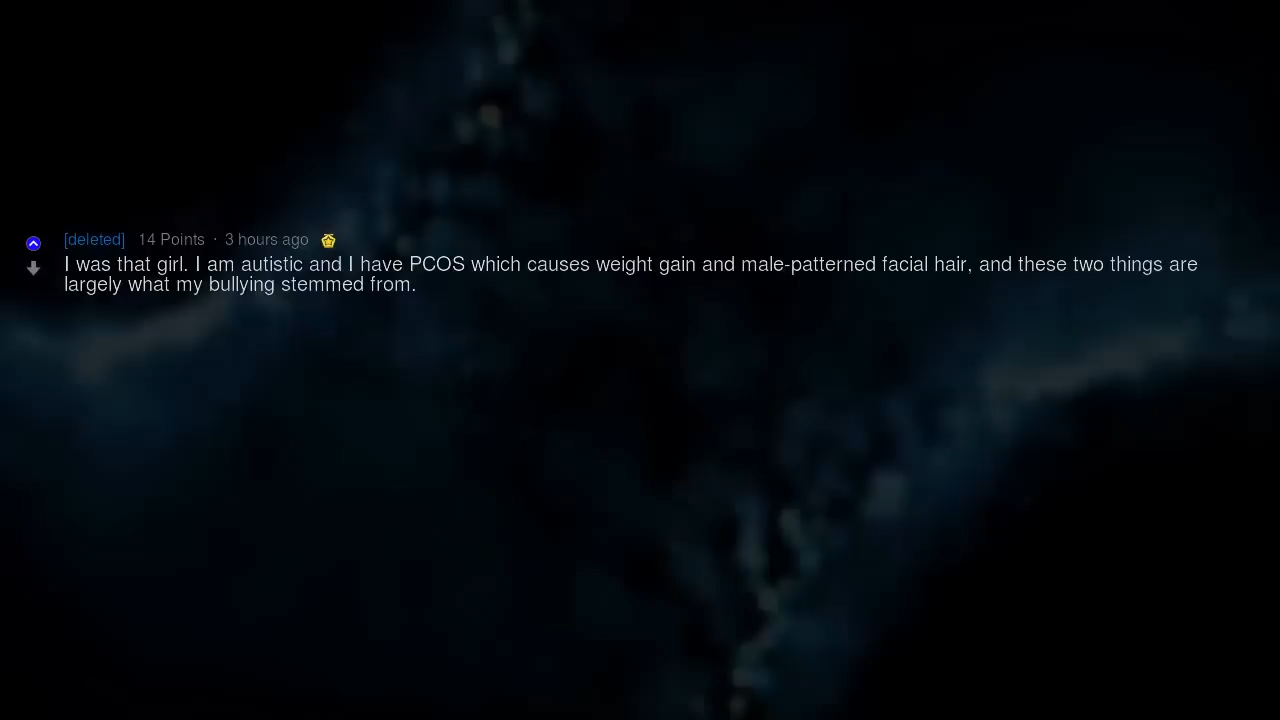 [deleted] 14 Points · 3 hours ago
I was that girl. I am autistic and I have PCOS which causes weight gain and male-patterned facial hair, and these two things are
largely what my bullying stemmed from.